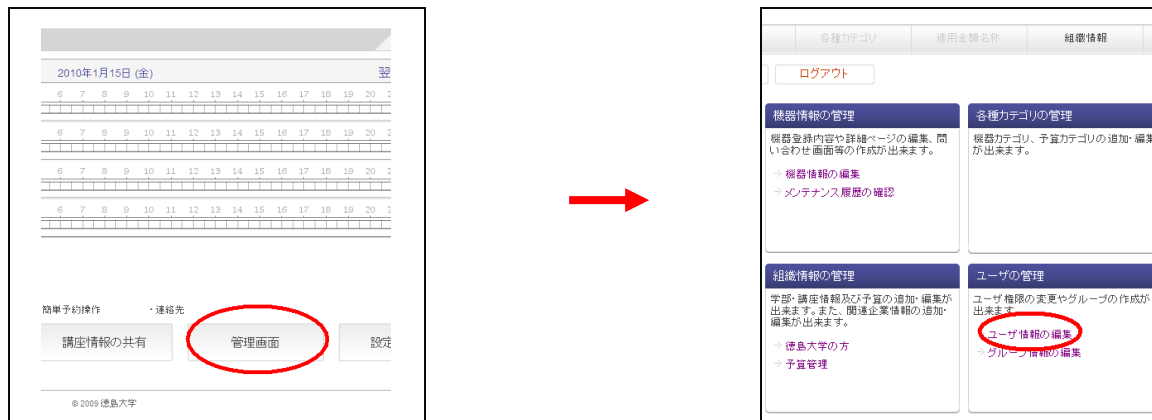 2010年1月15日 (金)
翌
6 7 8 9 10 11 12 13 14 15 16 17 18 19 20
6 7 8 9 10 11 12 13 14 15 16 17 18 19 20
6 7 8 9 10 11 12 13 14 15 16 17 18 19 20
6 7 8 9 10 11 12 13 14 15 16 17 18 19 20
簡単予約操作 ・連絡先
講座情報の共有 管理画面 設定
© 2009 徳島大学
各種カテゴリ 適用金額名称 組織情報
ログアウト
機器情報の管理
機器登録内容や詳細ページの編集、問
い合わせ画面等の作成が出来ます。
機器情報の編集
メンテナンス履歴の確認
各種カテゴリの管理
機器カテゴリ、予算カテゴリの追加・編集
が出来ます。
組織情報の管理
学部・講座情報及び予算の追加・編集が
出来ます。また、関連企業情報の追加・
編集が出来ます。
徳島大学の方
予算管理
ユーザの管理
ユーザ権限の変更やグループの作成が
出来ます
ユーザ情報の編集
グループ情報の編集